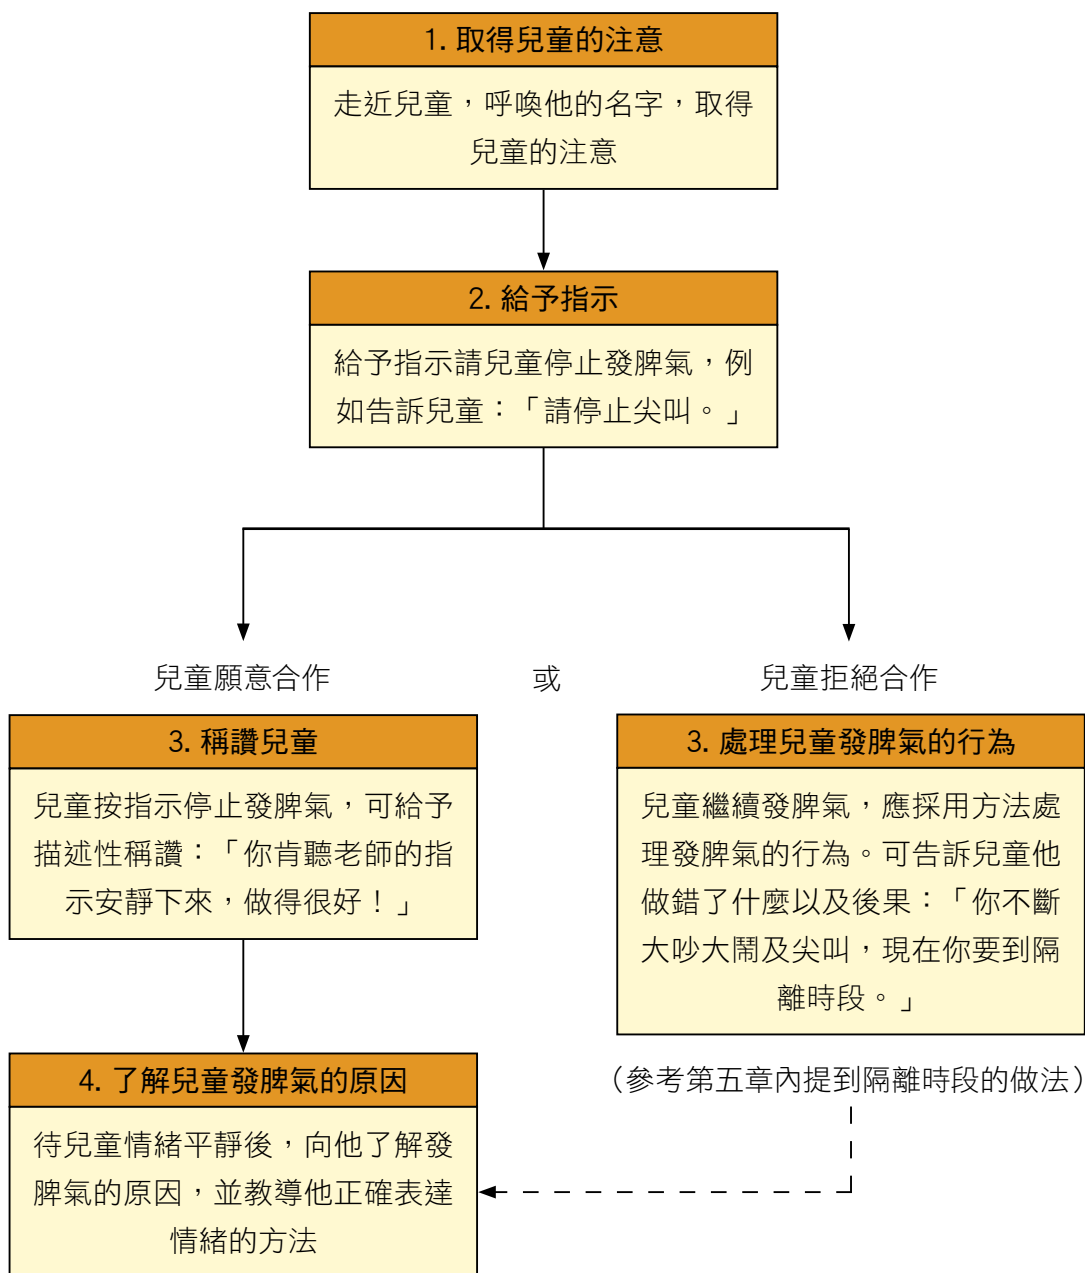 1. 取得兒童的注意
走近兒童，呼喚他的名字，取得
兒童的注意
2. 給予指示
給予指示請兒童停止發脾氣，例
如告訴兒童：「請停止尖叫。」
兒童願意合作
或
兒童拒絕合作
3. 稱讚兒童
兒童按指示停止發脾氣，可給予
描述性稱讚：「你肯聽老師的指
示安靜下來，做得很好！」
3. 處理兒童發脾氣的行為
兒童繼續發脾氣，應採用方法處
理發脾氣的行為。可告訴兒童他
做錯了什麼以及後果：「你不斷
大吵大鬧及尖叫，現在你要到隔
離時段。」
（參考第五章內提到隔離時段的做法）
4. 了解兒童發脾氣的原因
待兒童情緒平靜後，向他了解發
脾氣的原因，並教導他正確表達
情緒的方法